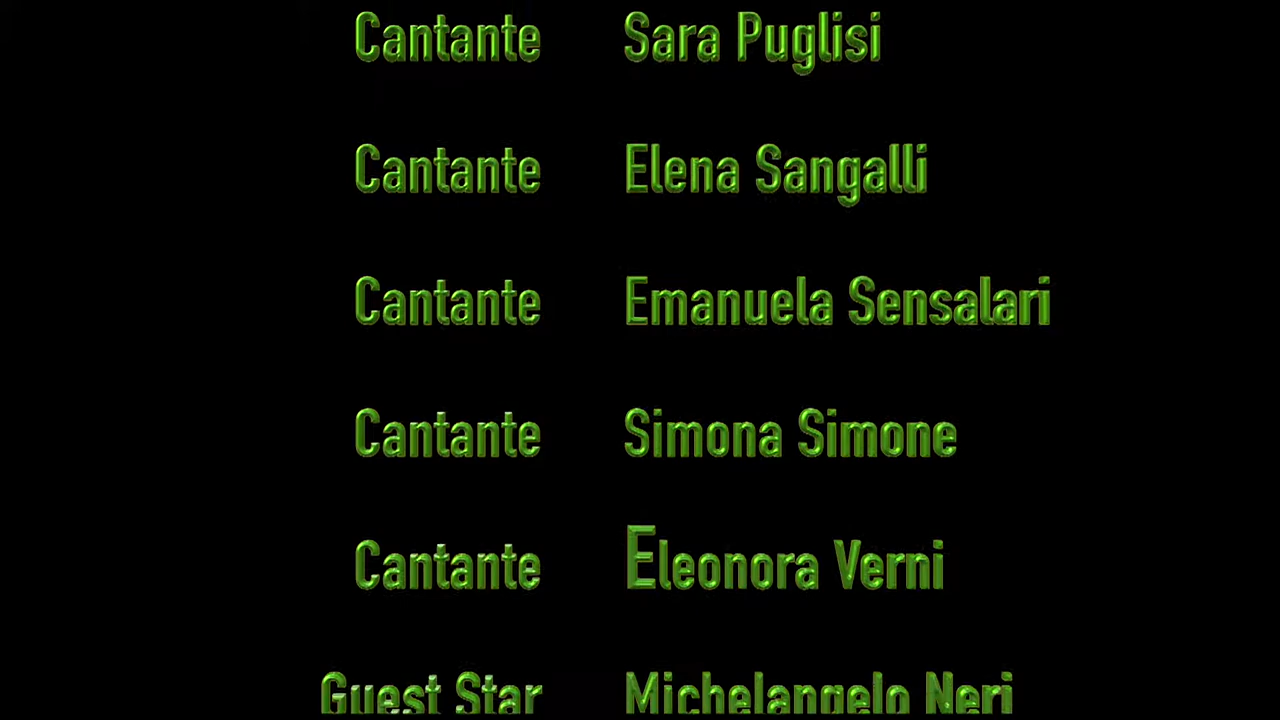 Cantante Sara Puglisi
Cantante Elena Sangalli
Cantante Emanuela Sensalari
Cantante Simona Simone
Cantante Eleonora Verni
Guest Star Michelangelo Neri